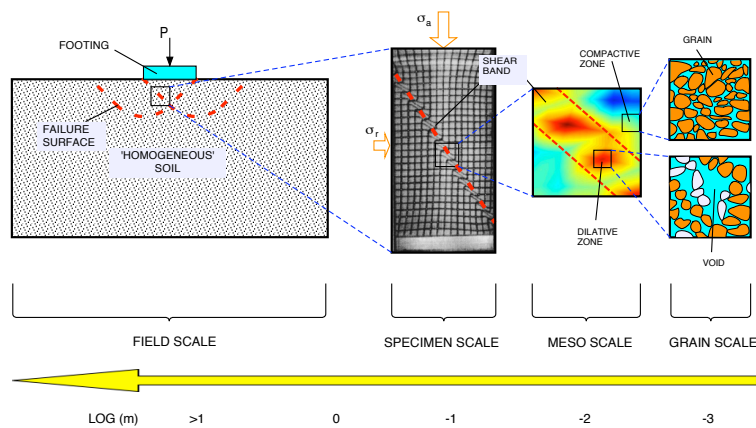 P
FOOTING
FAILURE
SURFACE
'HOMOGENEOUS'
SOIL
σa
σr
SHEAR
BAND
COMPACTIVE
ZONE
DILATIVE
ZONE
GRAIN
VOID
FIELD SCALE
SPECIMEN SCALE
MESO SCALE
GRAIN SCALE
LOG (m) >1 0 -1 -2 -3